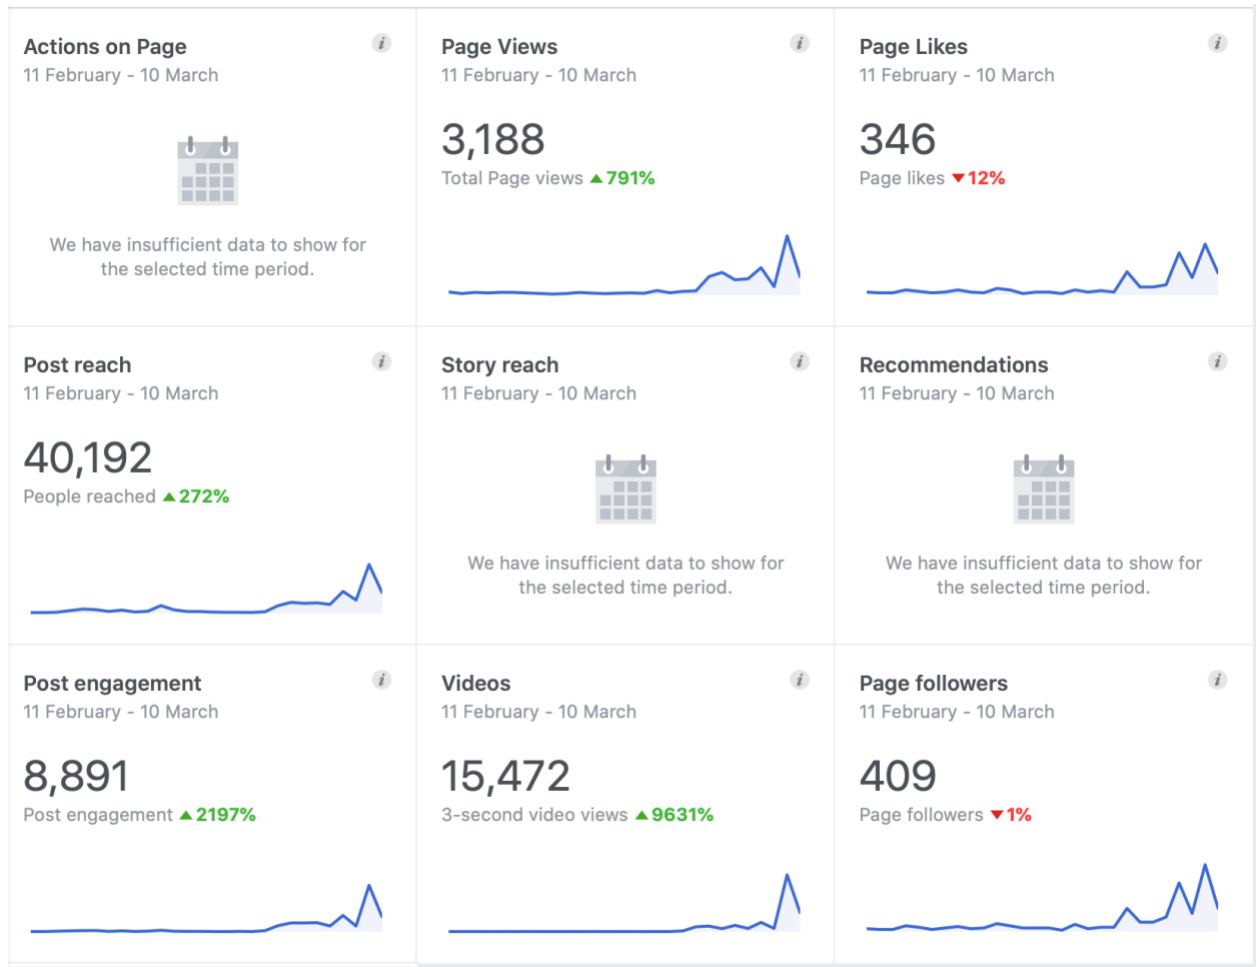 Actions on Page
11 February - 10 March
We have insufficient data to show for
the selected time period.
Page Views
11 February - 10 March
3,188
Total Page views ▲791%
Page Likes
11 February - 10 March
346
Page likes ▼12%
Post reach
11 February - 10 March
40,192
People reached ▲272%
Story reach
11 February - 10 March
We have insufficient data to show for
the selected time period.
Recommendations
11 February - 10 March
We have insufficient data to show for
the selected time period.
Post engagement
11 February - 10 March
8,891
Post engagement ▲2197%
Videos
11 February - 10 March
15,472
3-second video views ▲9631%
Page followers
11 February - 10 March
409
Page followers ▼1%